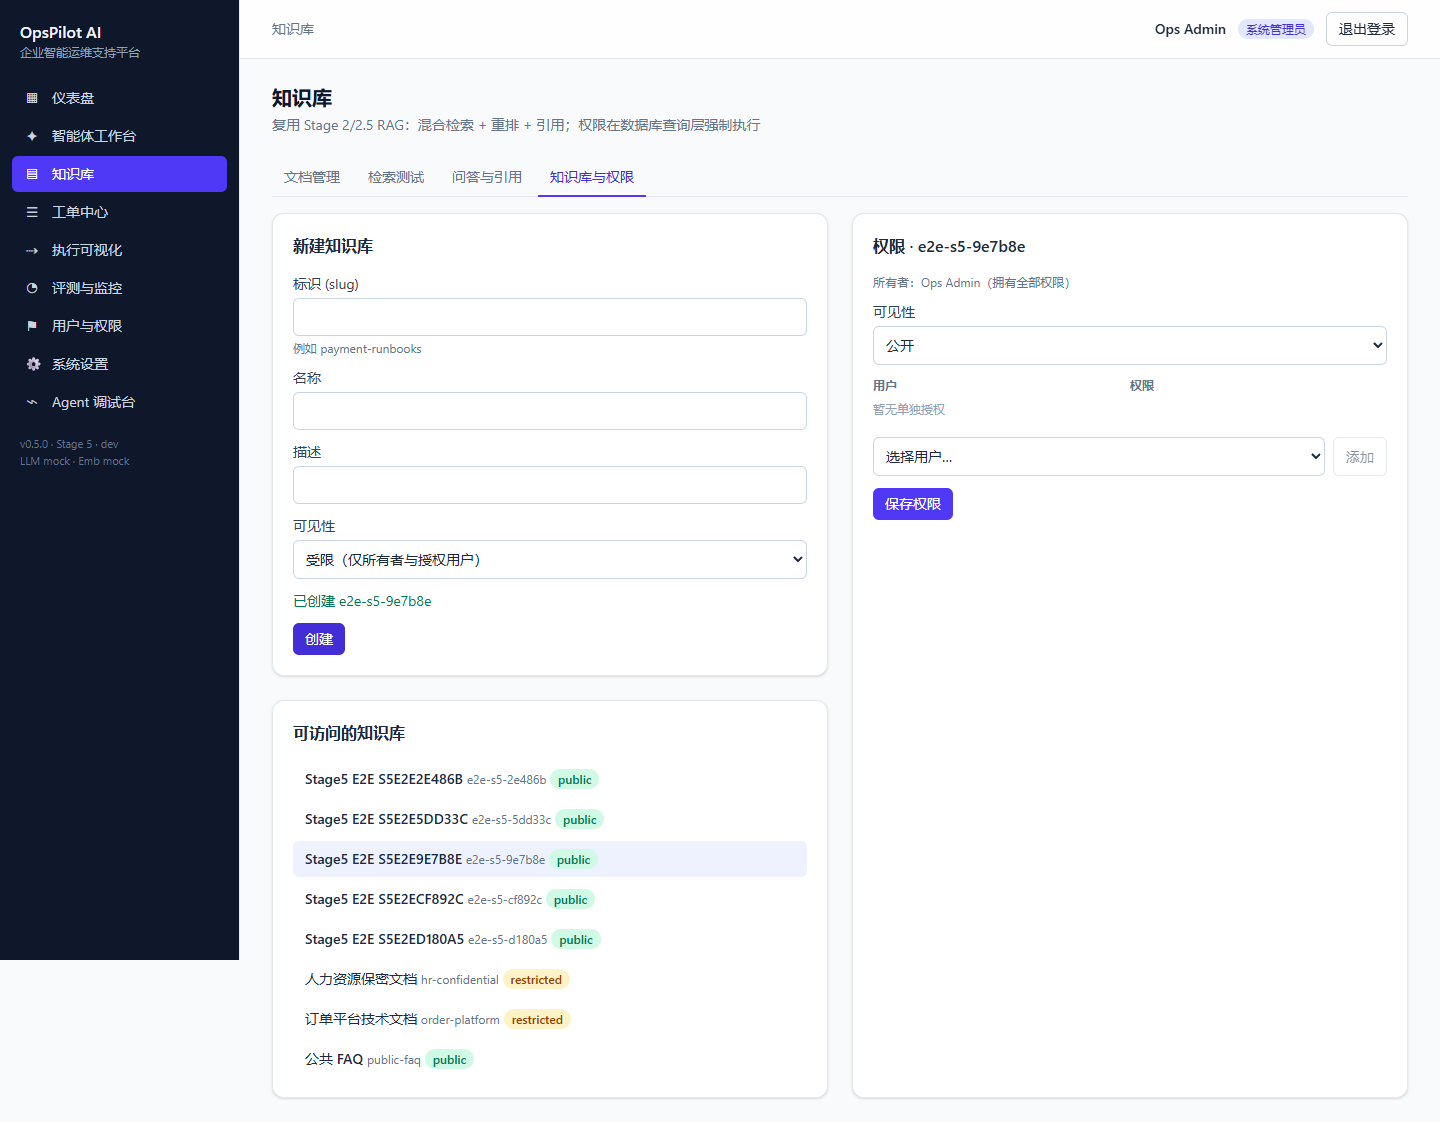 OpsPilot AI
企业智能运维支持平台
仪表盘
智能体工作台
知识库
工单中心
执行可视化
评测与监控
用户与权限
系统设置
Agent 调试台
v0.5.0 · Stage 5 · dev
LLM mock · Emb mock
知识库
Ops Admin 系统管理员 退出登录
知识库
复用 Stage 2/2.5 RAG：混合检索 + 重排 + 引用；权限在数据库查询层强制执行
文档管理 检索测试 问答与引用 知识库与权限
新建知识库
标识 (slug)
例如 payment-runbooks
名称
描述
可见性
受限（仅所有者与授权用户）
已创建 e2e-s5-9e7b8e
创建
可访问的知识库
Stage5 E2E S5E2E2E486B e2e-s5-2e486b public
Stage5 E2E S5E2E5DD33C e2e-s5-5dd33c public
Stage5 E2E S5E2E9E7B8E e2e-s5-9e7b8e public
Stage5 E2E S5E2ECF892C e2e-s5-cf892c public
Stage5 E2E S5E2ED180A5 e2e-s5-d180a5 public
人力资源保密文档 hr-confidential restricted
订单平台技术文档 order-platform restricted
公共 FAQ public-faq public
权限 · e2e-s5-9e7b8e
所有者：Ops Admin（拥有全部权限）
可见性
公开
用户 权限
暂无单独授权
选择用户... 添加
保存权限